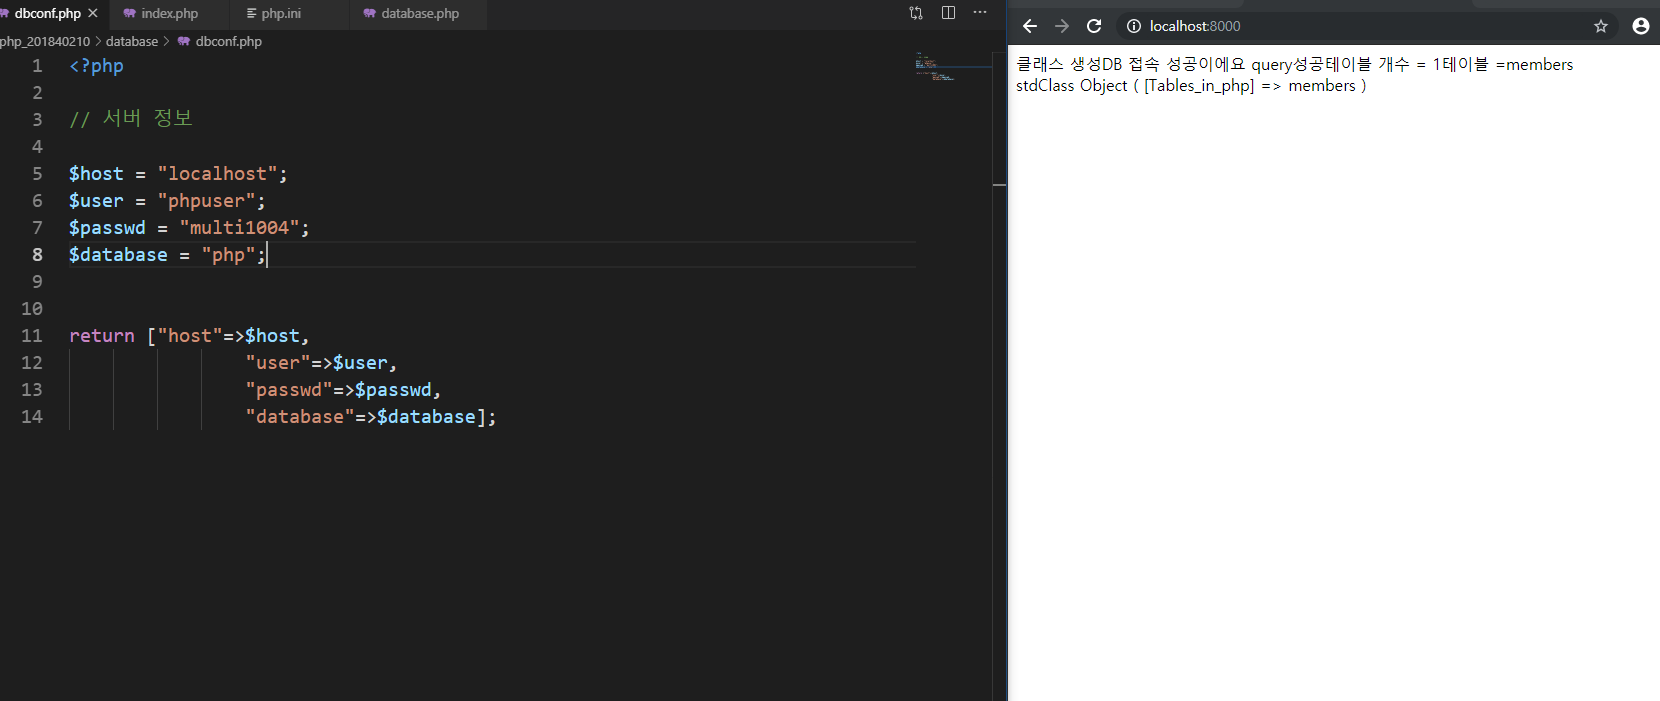 dbconf.php
index.php
php.ini
database.php
php_201840210 > database > dbconf.php
1 <?php
2
3 // 서버 정보
4
5 $host = "localhost";
6 $user = "phpuser";
7 $passwd = "multi1004";
8 $database = "php";
9
10
11 return ["host"=>$host,
12 "user"=>$user,
13 "passwd"=>$passwd,
14 "database"=>$database];
localhost:8000
클래스 생성DB 접속 성공이에요 query성공테이블 개수 = 1테이블 =members
stdClass Object ( [Tables_in_php] => members )